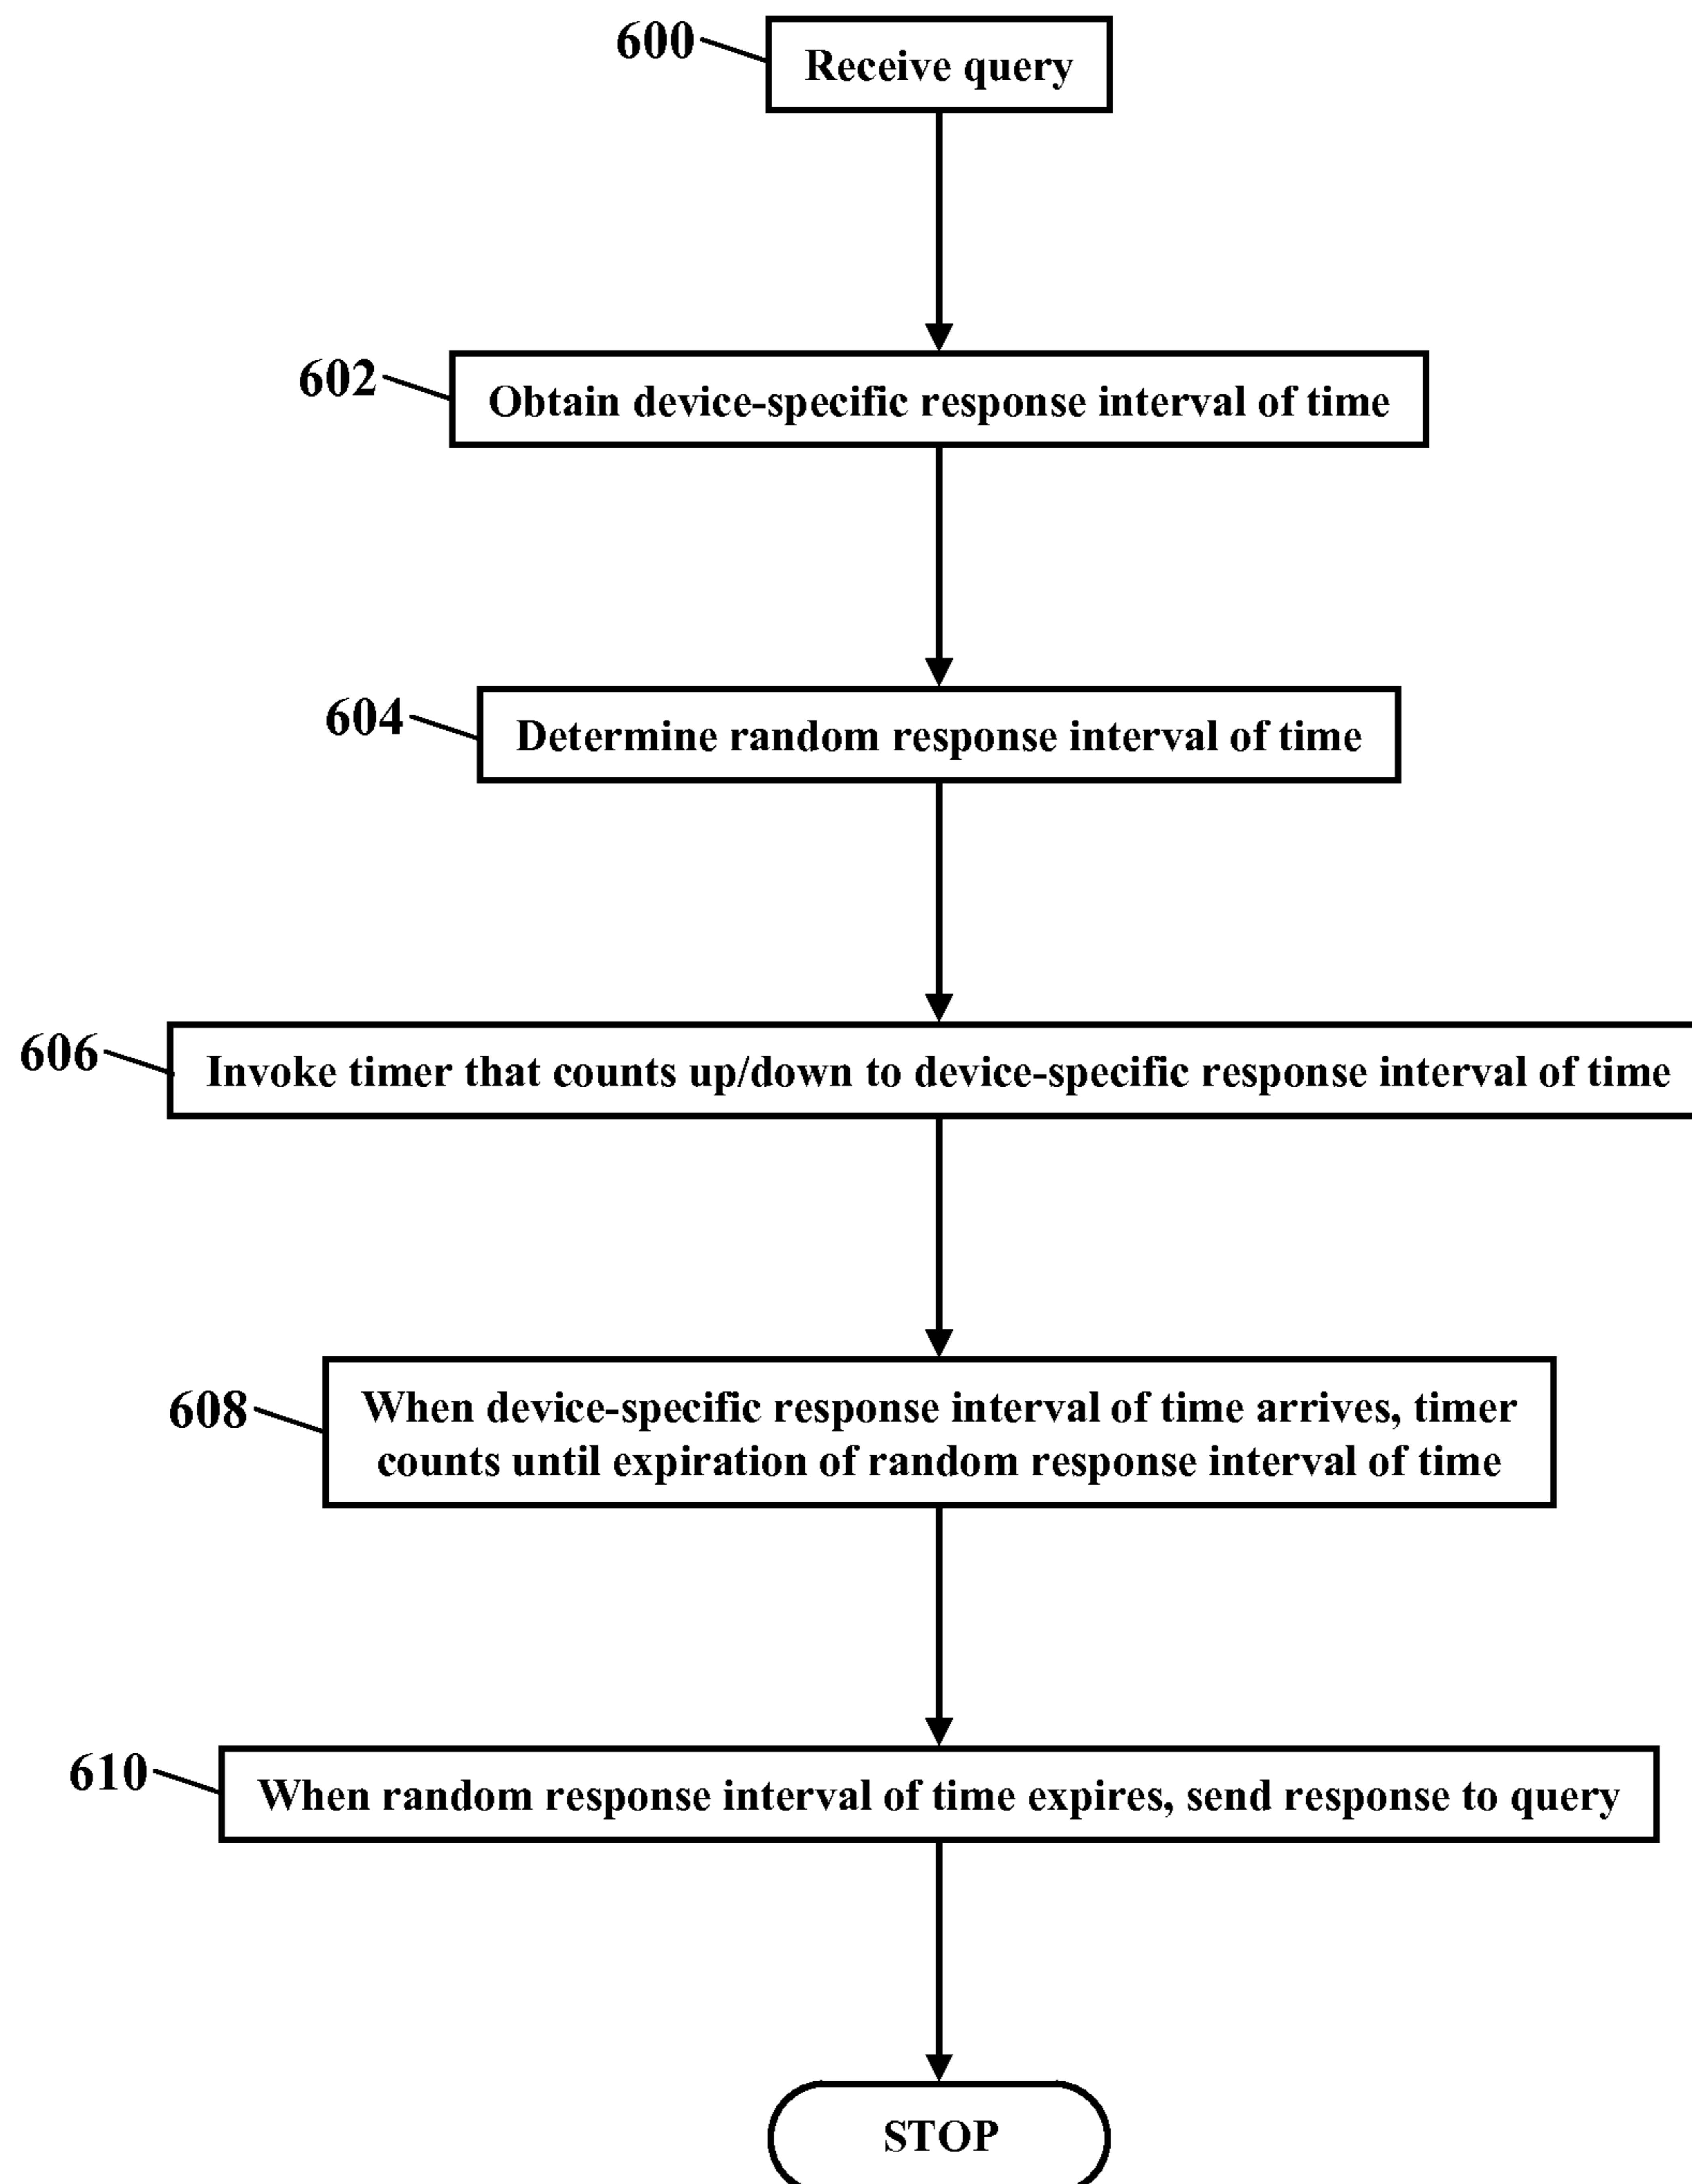 600
Receive query
602
Obtain device-specific response interval of time
604
Determine random response interval of time
606
Invoke timer that counts up/down to device-specific response interval of time
608
When device-specific response interval of time arrives, timer
counts until expiration of random response interval of time
610
When random response interval of time expires, send response to query
STOP